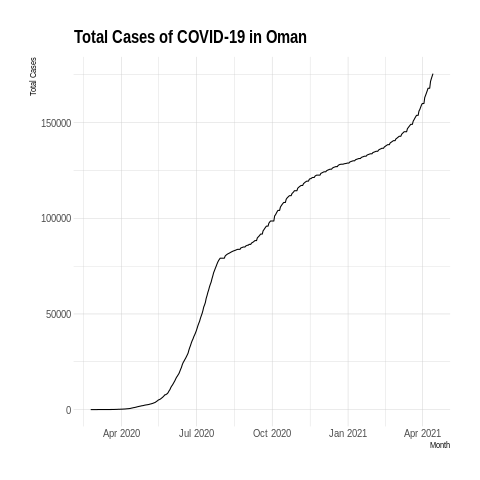 Total Cases of COVID-19 in Oman
Total Cases
150000
100000
50000
0
Apr 2020 Jul 2020 Oct 2020 Jan 2021 Apr 2021
Month